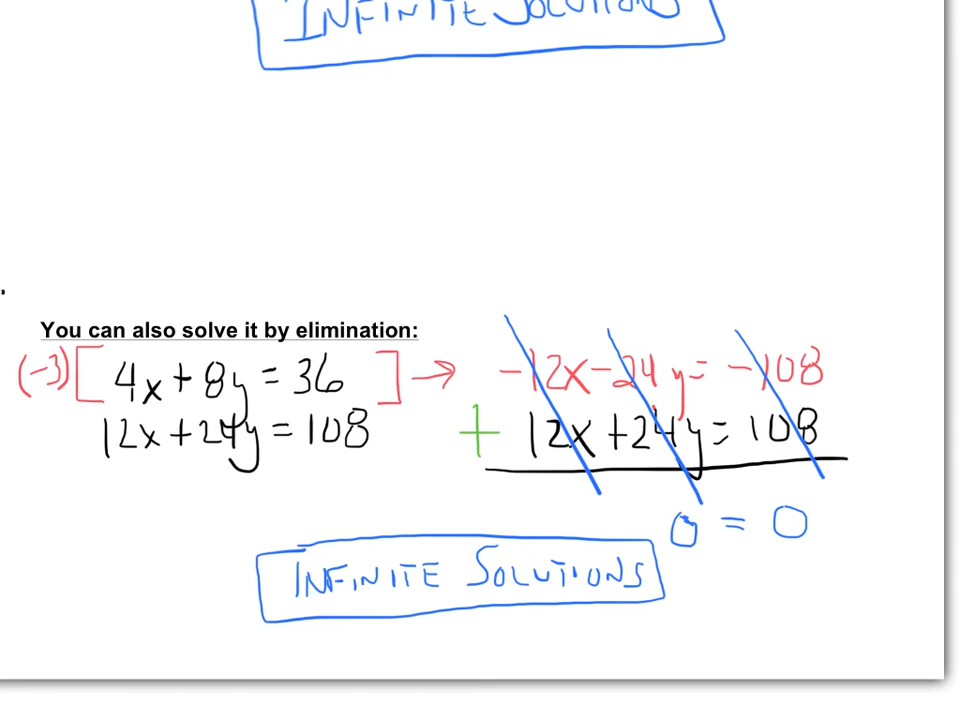 INFINITE SOLUTIONS
You can also solve it by elimination:
(-3)[ 4x + 8y = 36 ] → -12x - 24y = -108
12x + 24y = 108 + 12x + 24y = 108
0 = 0
INFINITE SOLUTIONS